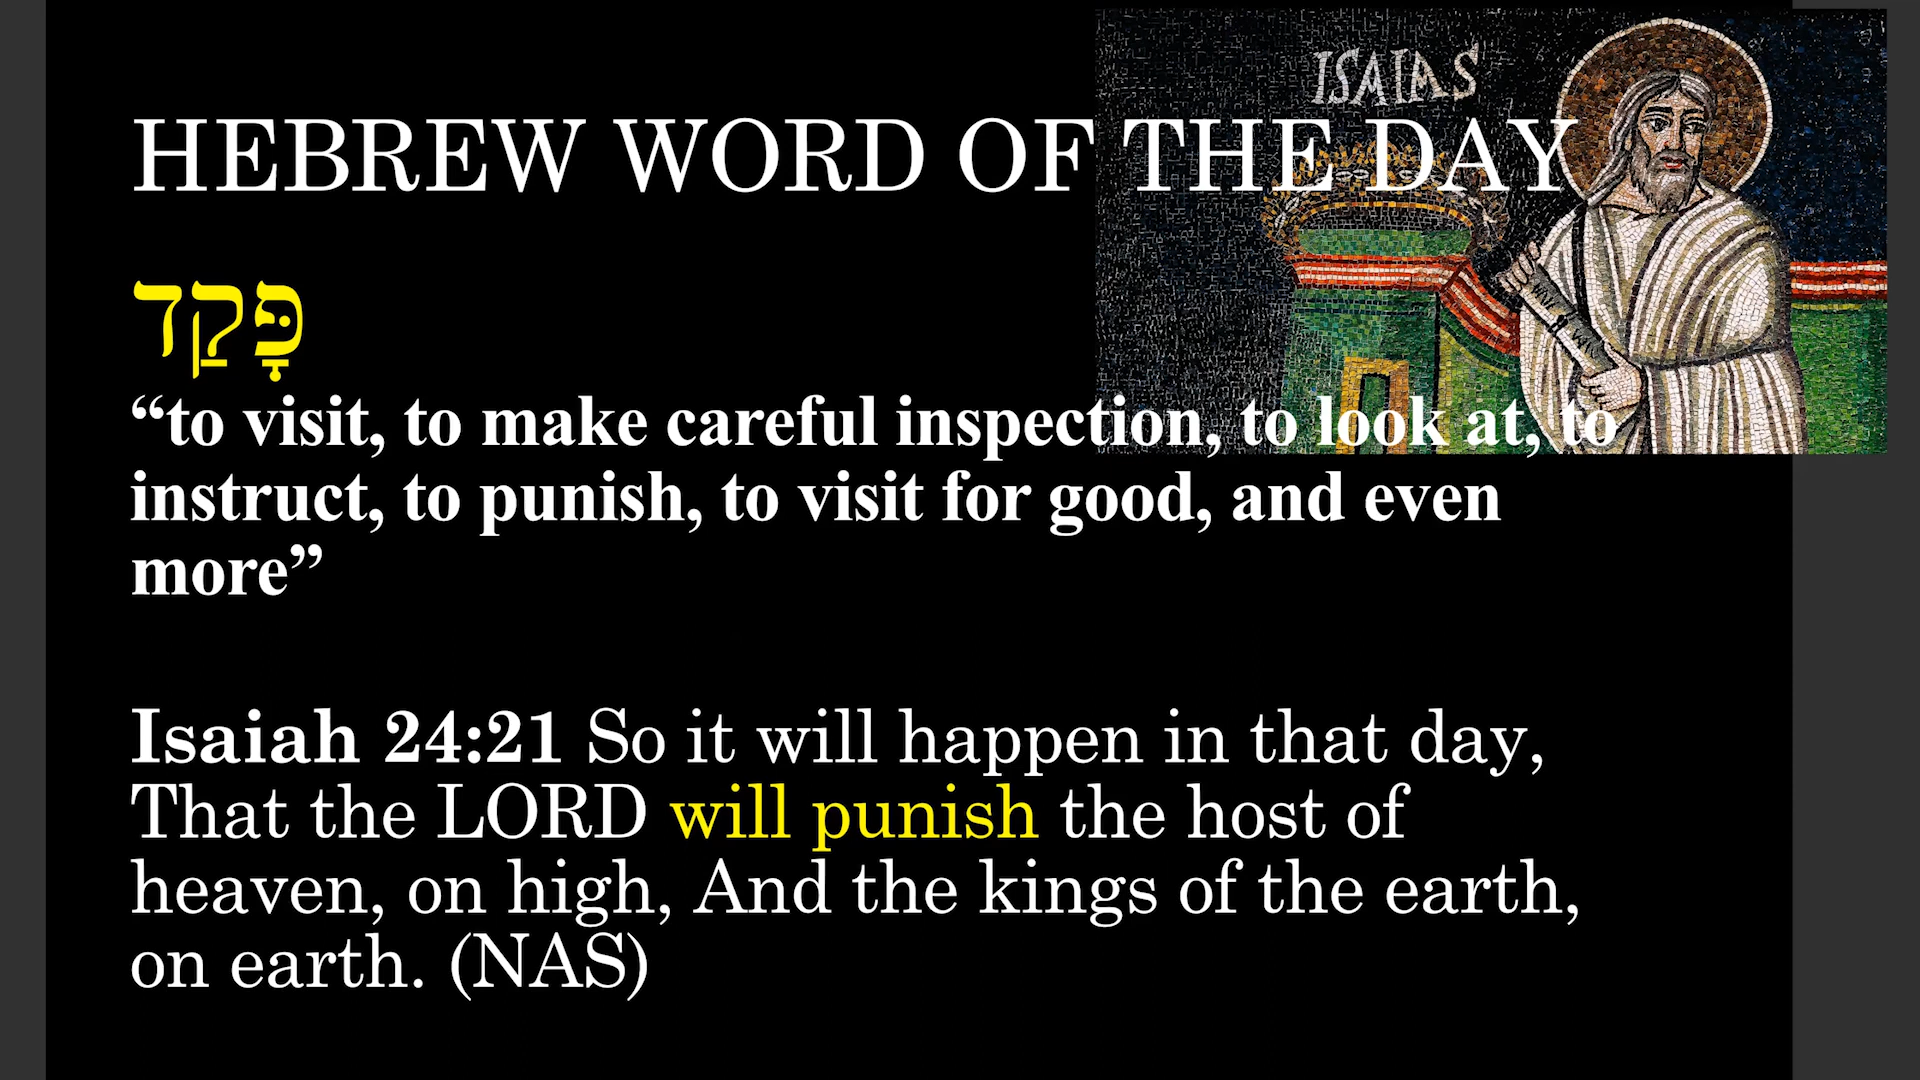 ISAIAS
HEBREW WORD OF THE DAY
פָּקַד
“to visit, to make careful inspection, to look at, to
instruct, to punish, to visit for good, and even
more”
Isaiah 24:21 So it will happen in that day,
That the LORD will punish the host of
heaven, on high, And the kings of the earth,
on earth. (NAS)